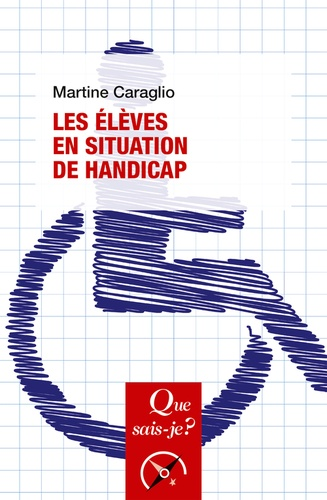 Martine Caraglio
LES ÉLÈVES
EN SITUATION
DE HANDICAP
Que
sais-je?